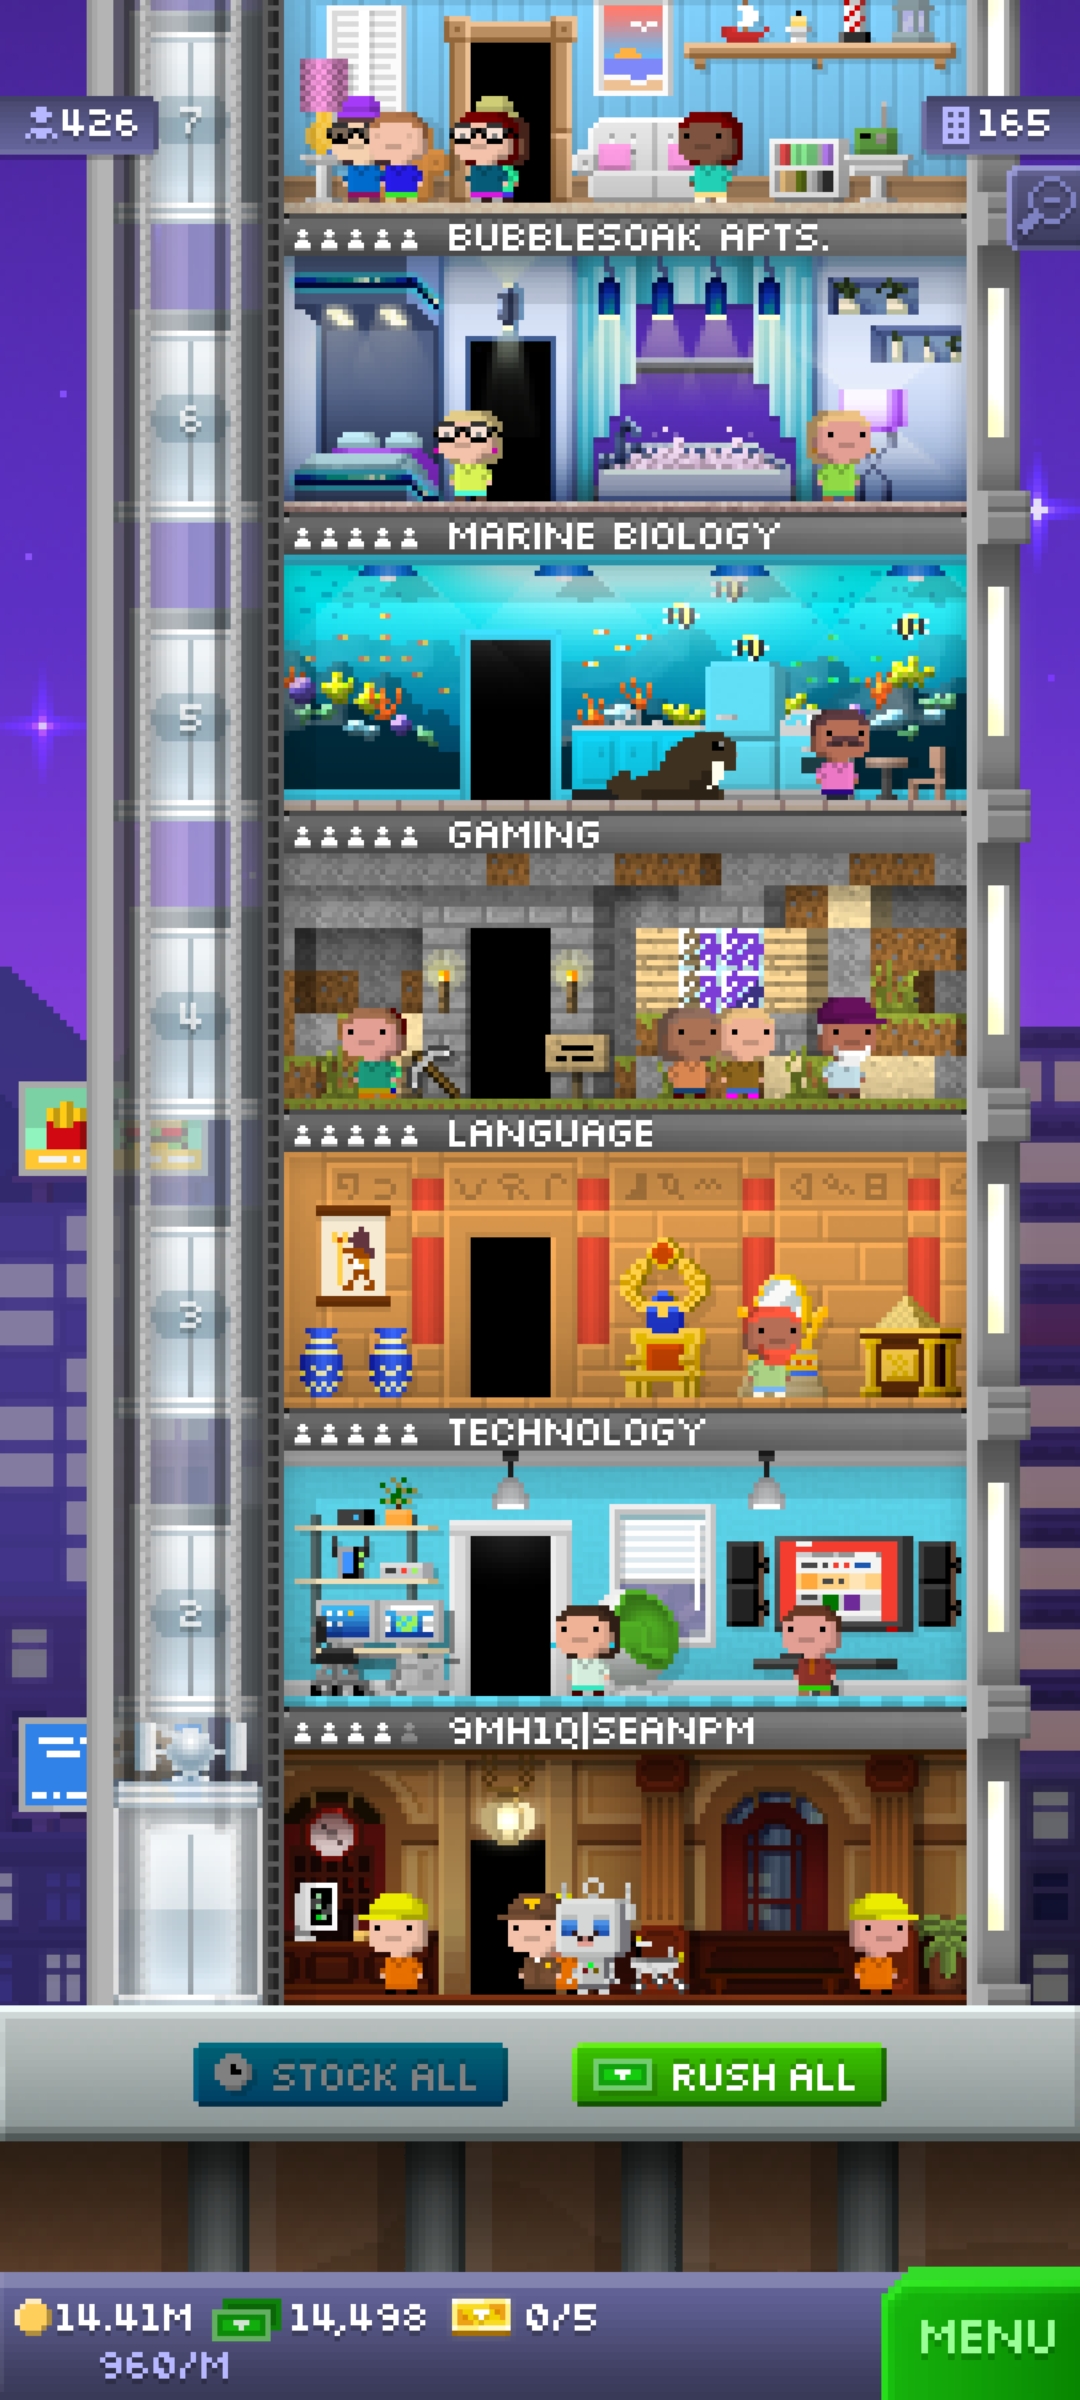 7
426
165
BUBBLESOAK APTS.
6
MARINE BIOLOGY
5
GAMING
4
LANGUAGE
3
TECHNOLOGY
2
9MH1Q|SEANPM
STOCK ALL
RUSH ALL
14.41M
14,498
0/5
960/M
MENU